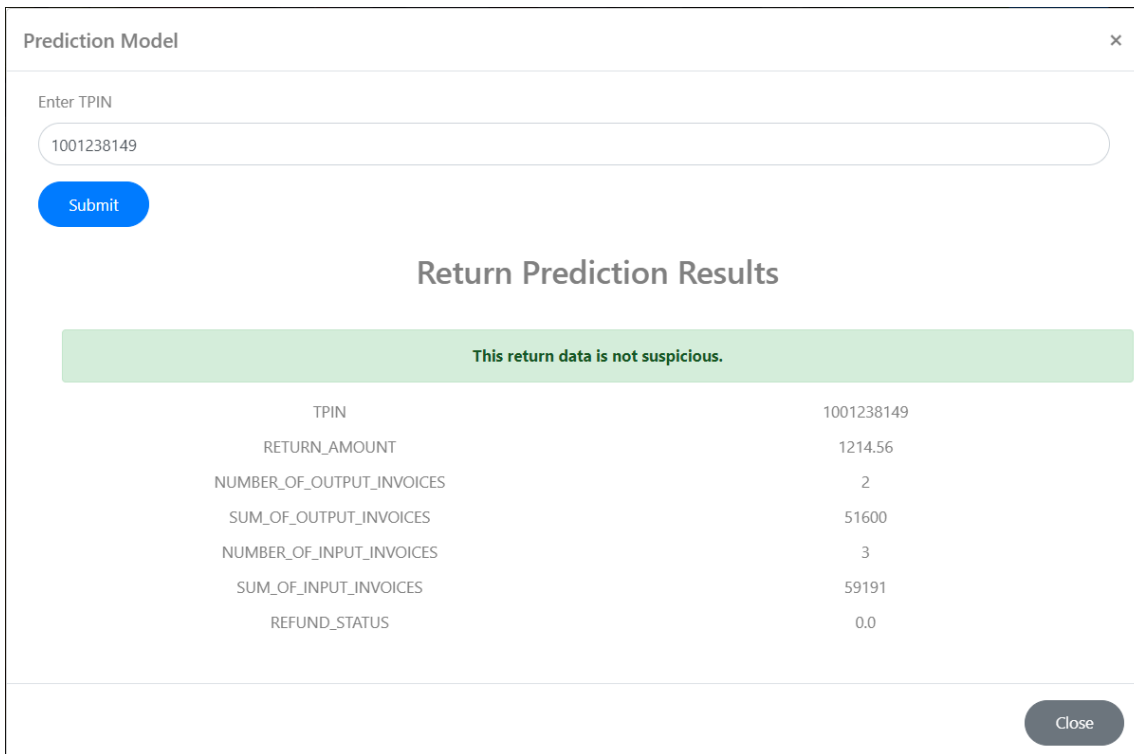 Prediction Model ×
Enter TPIN
1001238149
Submit
Return Prediction Results
This return data is not suspicious.
TPIN 1001238149
RETURN_AMOUNT 1214.56
NUMBER_OF_OUTPUT_INVOICES 2
SUM_OF_OUTPUT_INVOICES 51600
NUMBER_OF_INPUT_INVOICES 3
SUM_OF_INPUT_INVOICES 59191
REFUND_STATUS 0.0
Close